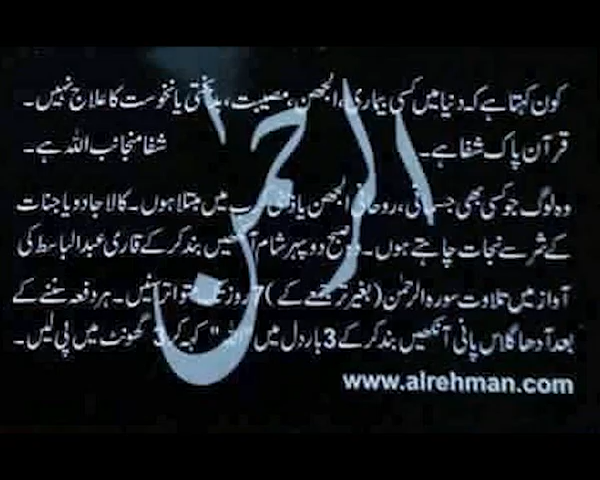 کون کہتا ہے کہ دنیا میں کسی بیماری، الجھن، مصیبت، بدبختی یا نحوست کا علاج نہیں۔
قرآن پاک شفا ہے۔ شفا منجانب اللہ ہے۔
وہ لوگ جو کسی بھی جسمانی، روحانی الجھن یا میں مبتلا ہوں۔ کالا جادو یا جنات
کے شر سے نجات چاہتے ہوں۔ صبح دوپہر شام آنکھیں بند کر کے قاری عبدالباسط کی
آواز میں تلاوت سورہ الرحمٰن (بغیر ترجمے کے) 7 روز تک متواتر سنیں۔ ہر دفعہ سننے کے
بعد آدھا گلاس پانی آنکھیں بند کر کے 3 بار دل میں "اللہ" کہہ کر 3 گھونٹ میں پی لیں۔
الرحمٰن
www.alrehman.com